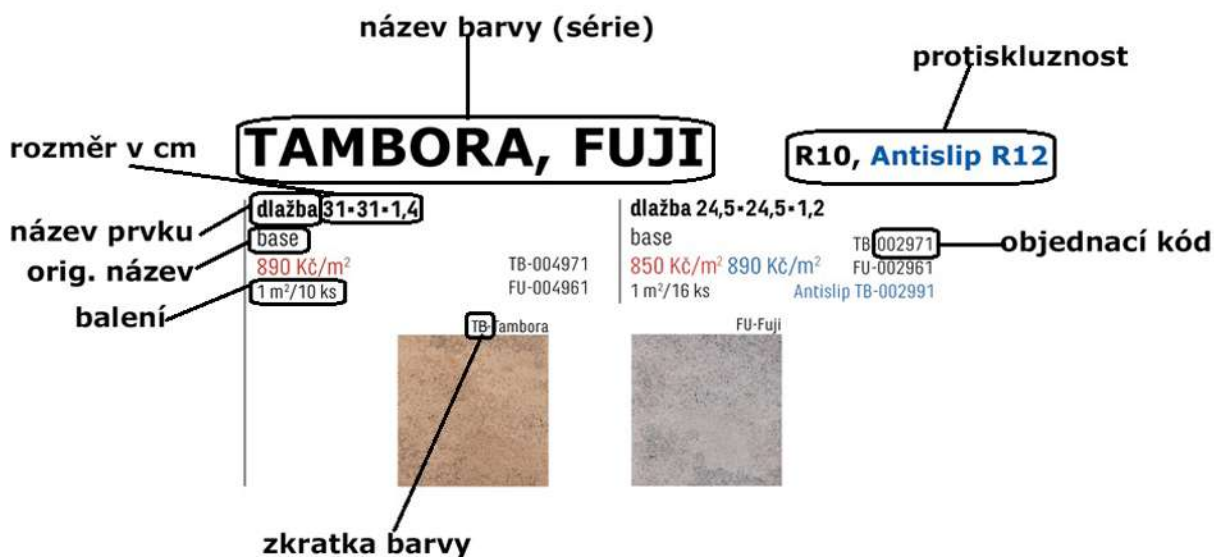 název barvy (série)
protiskluznost
rozměr v cm
TAMBORA, FUJI
R10, Antislip R12
název prvku
dlažba 31▪31▪1,4
orig. název
base
890 Kč/m²
TB-004971
balení
1 m²/10 ks
FU-004961
dlažba 24,5▪24,5▪1,2
base
TB-002971
objednací kód
850 Kč/m² 890 Kč/m²
FU-002961
1 m²/16 ks
Antislip TB-002991
TB-Tambora
FU-Fuji
zkratka barvy